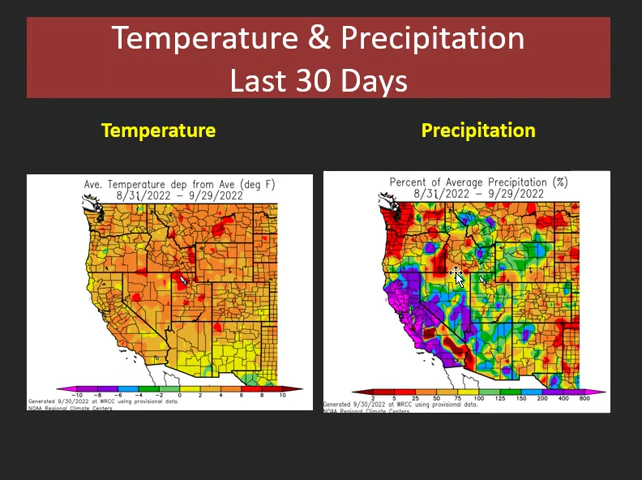 Temperature & Precipitation
Last 30 Days
Temperature
Precipitation
Ave. Temperature dep from Ave (deg F)
8/31/2022 – 9/29/2022
-10 -8 -6 -4 -2 0 2 4 6 8 10
Generated 9/30/2022 at WRCC using provisional data.
NOAA Regional Climate Centers
Percent of Average Precipitation (%)
8/31/2022 – 9/29/2022
2 5 25 50 75 100 125 150 200 400 800
Generated 9/30/2022 at WRCC using provisional data.
NOAA Regional Climate Centers